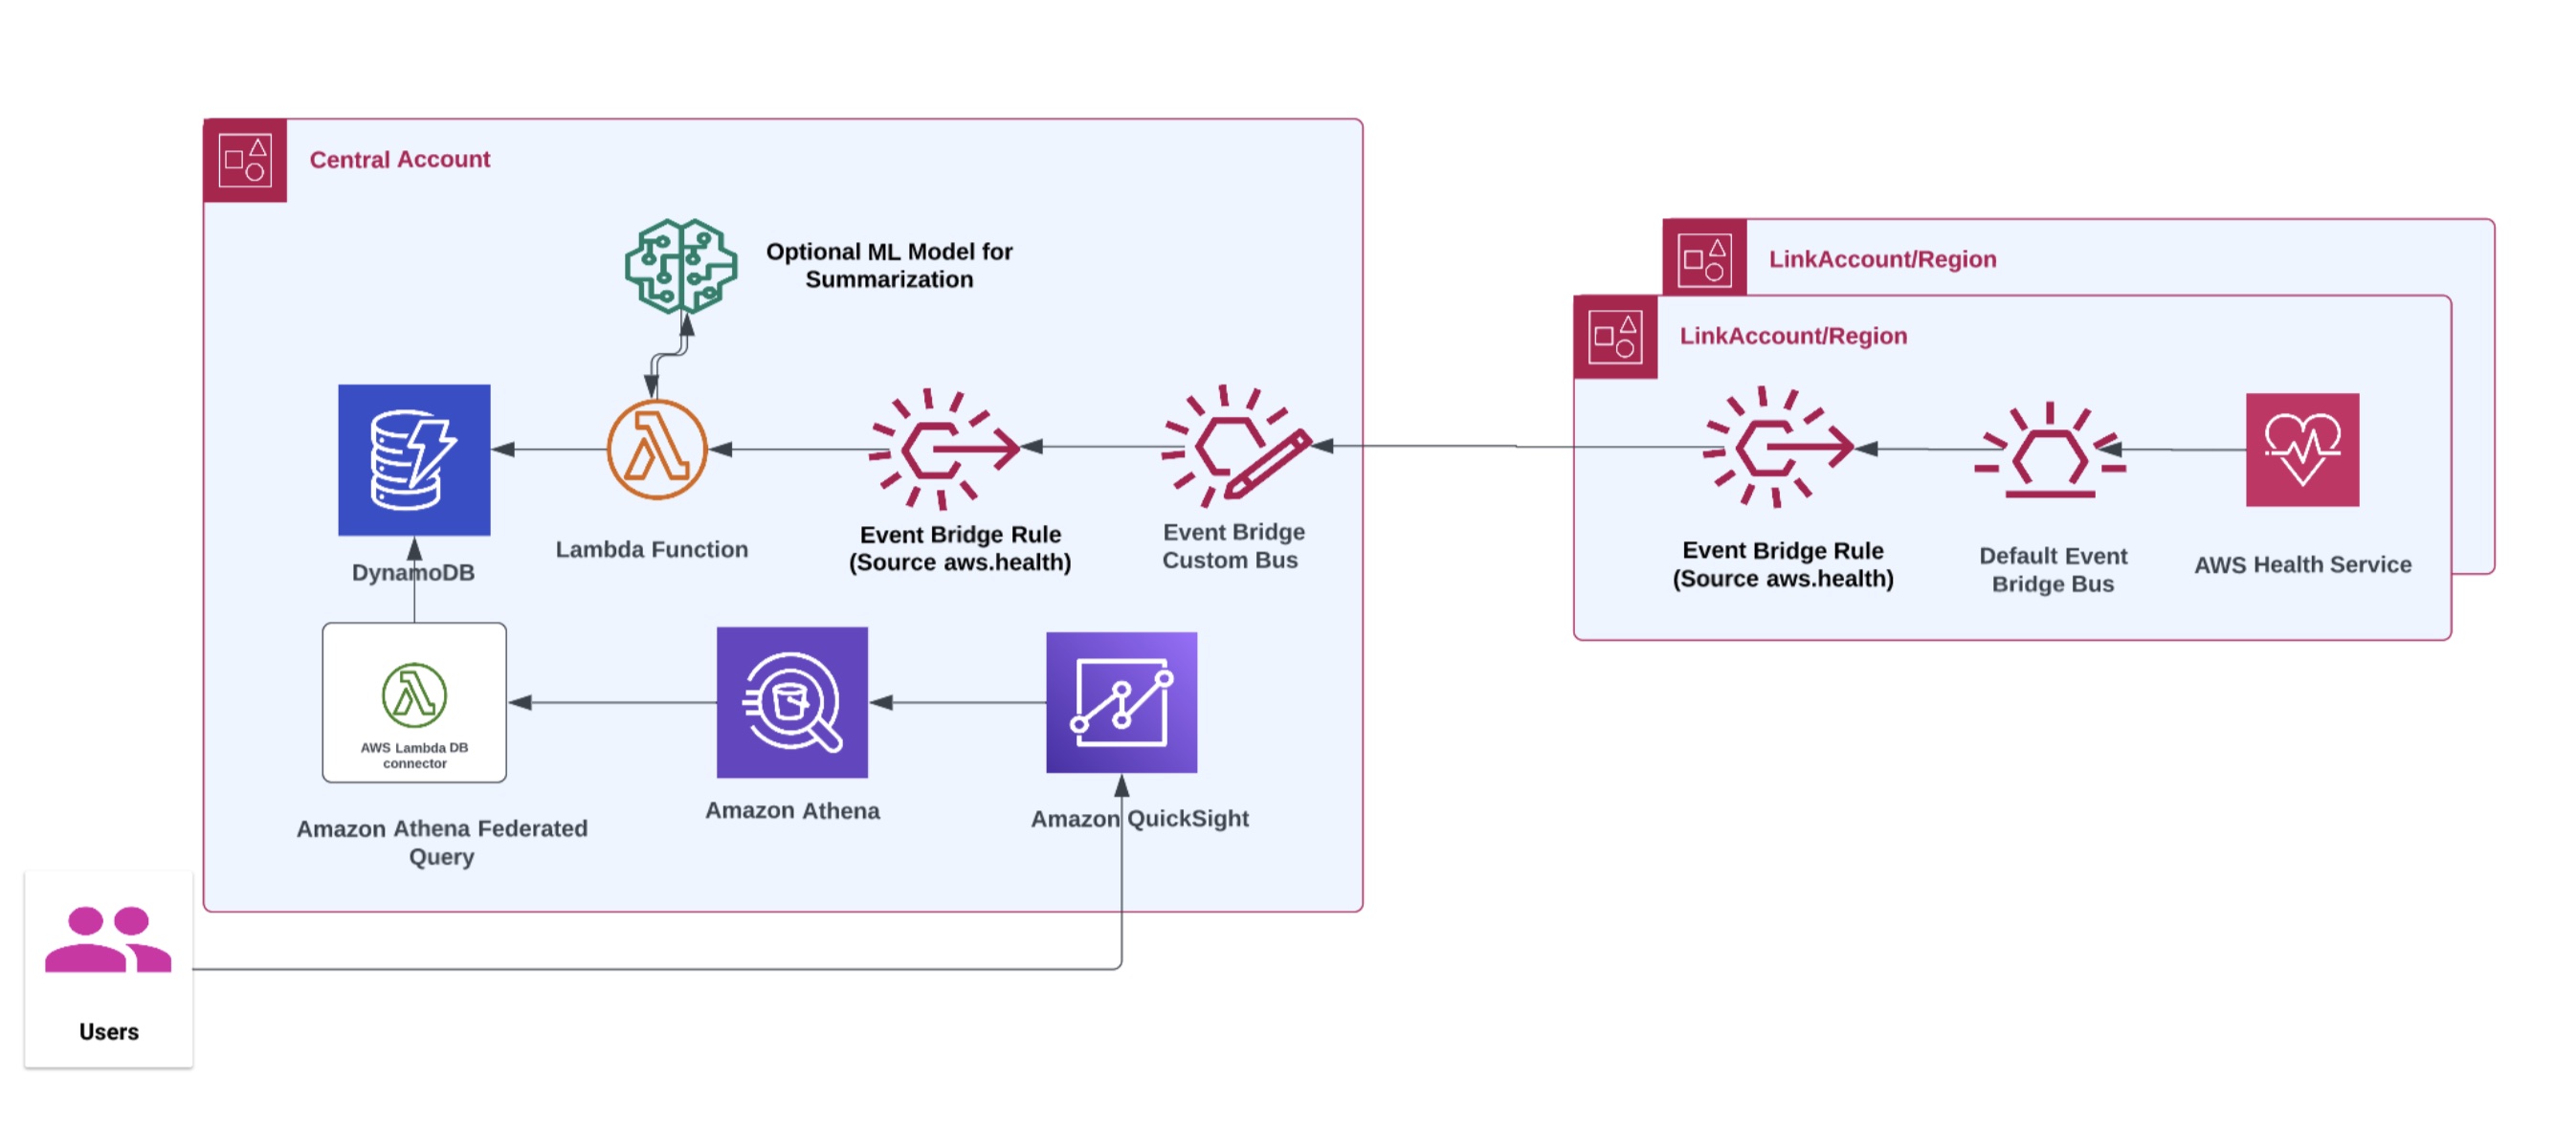 Central Account
Optional ML Model for
Summarization
LinkAccount/Region
LinkAccount/Region
DynamoDB
Lambda Function
Event Bridge Rule
(Source aws.health)
Event Bridge
Custom Bus
Event Bridge Rule
(Source aws.health)
Default Event
Bridge Bus
AWS Health Service
AWS Lambda DB
connector
Amazon Athena Federated
Query
Amazon Athena
Amazon QuickSight
Users